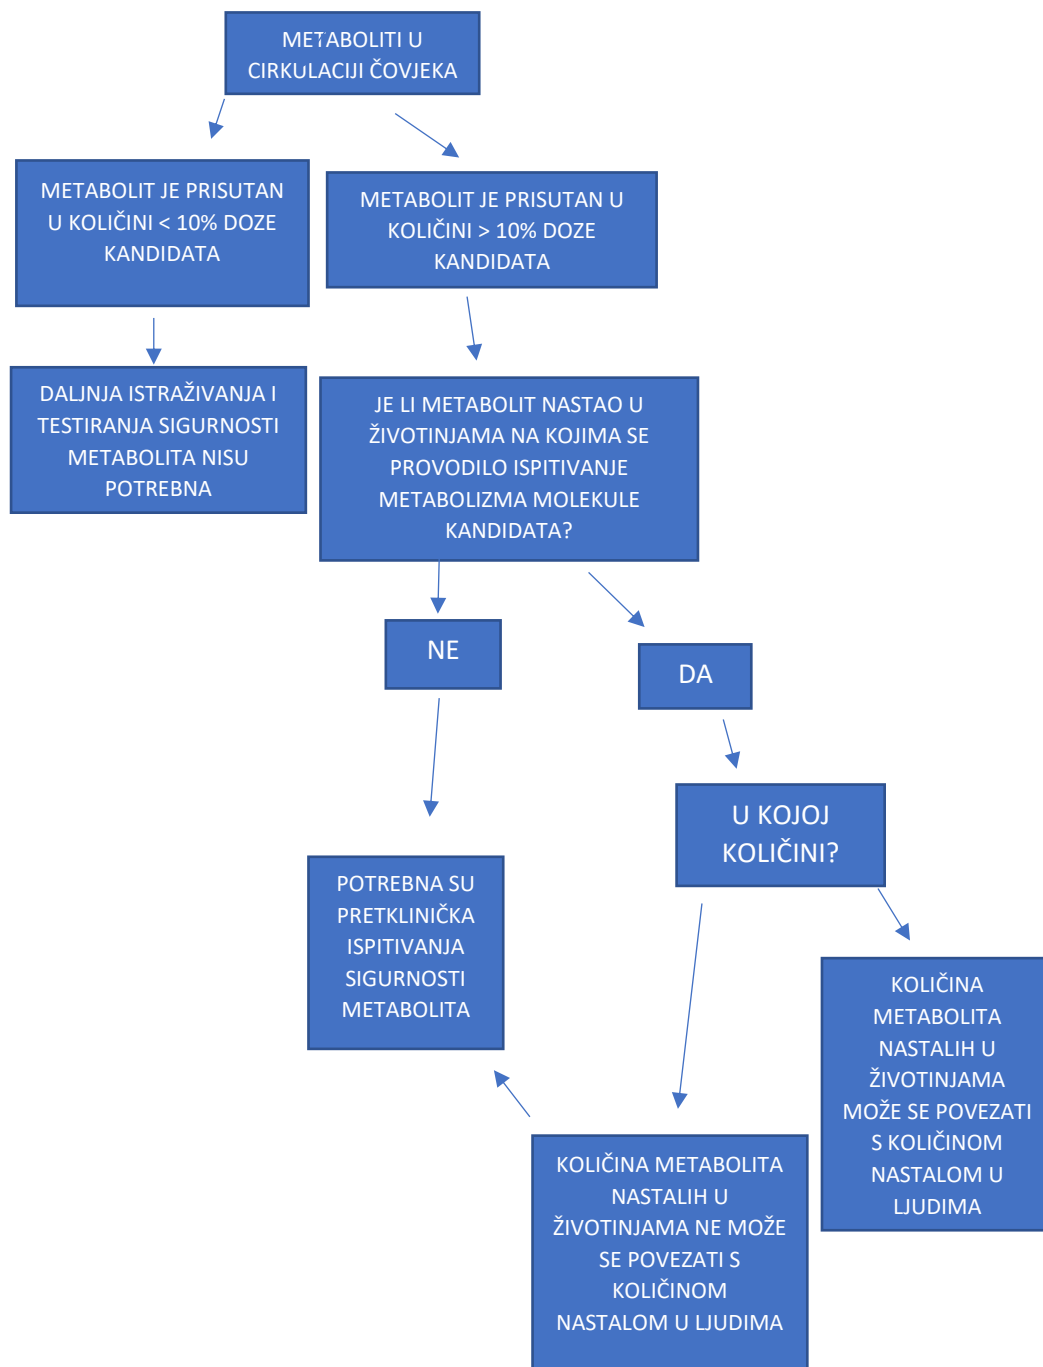 METABOLITI U
CIRKULACIJI ČOVJEKA
METABOLIT JE PRISUTAN
U KOLIČINI < 10% DOZE
KANDIDATA
METABOLIT JE PRISUTAN U
KOLIČINI > 10% DOZE
KANDIDATA
DALJNJA ISTRAŽIVANJA I
TESTIRANJA SIGURNOSTI
METABOLITA NISU
POTREBNA
JE LI METABOLIT NASTAO U
ŽIVOTINJAMA NA KOJIMA SE
PROVODILO ISPITIVANJE
METABOLIZMA MOLEKULE
KANDIDATA?
NE
DA
U KOJOJ
KOLIČINI?
POTREBNA SU
PRETKLINIČKA
ISPITIVANJA
SIGURNOSTI
METABOLITA
KOLIČINA
METABOLITA
NASTALIH U
ŽIVOTINJAMA
MOŽE SE POVEZATI
S KOLIČINOM
NASTALOM U
LJUDIMA
KOLIČINA METABOLITA
NASTALIH U
ŽIVOTINJAMA NE MOŽE
SE POVEZATI S
KOLIČINOM
NASTALOM U LJUDIMA